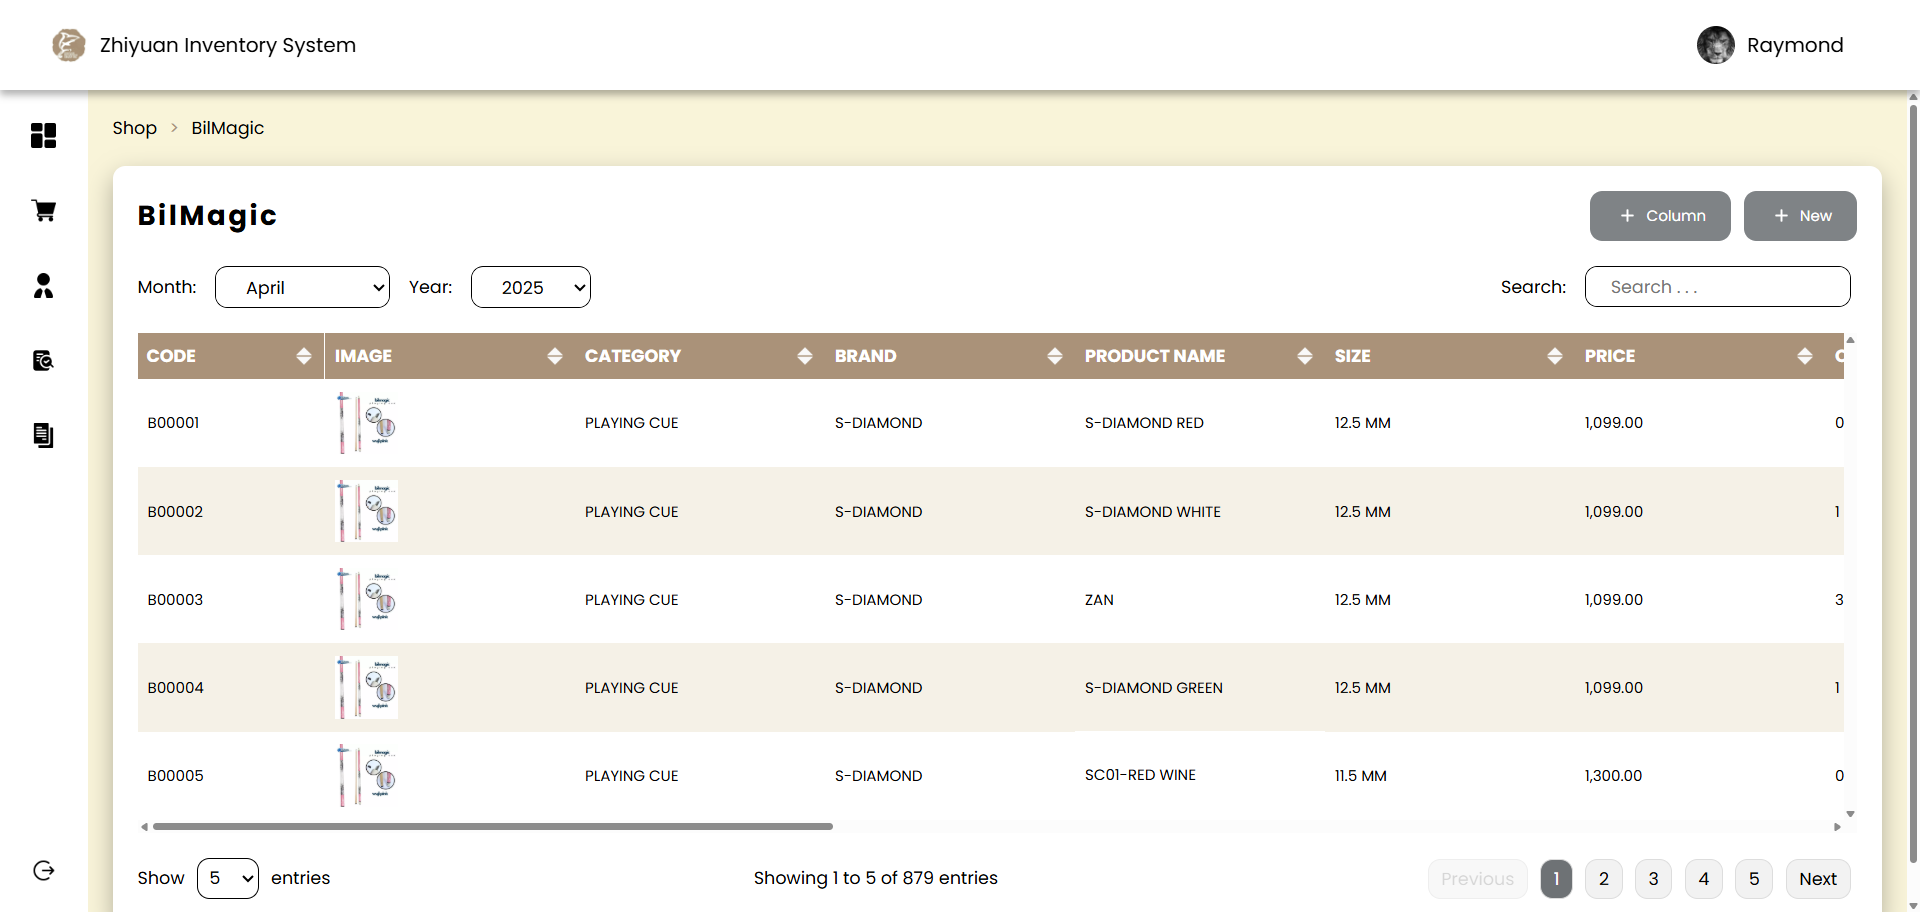 Zhiyuan Inventory System
Raymond
Shop > BilMagic
BilMagic
+ Column
+ New
Month: April Year: 2025
Search: Search . . .
CODE IMAGE CATEGORY BRAND PRODUCT NAME SIZE PRICE
B00001 PLAYING CUE S-DIAMOND S-DIAMOND RED 12.5 MM 1,099.00 0
B00002 PLAYING CUE S-DIAMOND S-DIAMOND WHITE 12.5 MM 1,099.00 1
B00003 PLAYING CUE S-DIAMOND ZAN 12.5 MM 1,099.00 3
B00004 PLAYING CUE S-DIAMOND S-DIAMOND GREEN 12.5 MM 1,099.00 1
B00005 PLAYING CUE S-DIAMOND SC01-RED WINE 11.5 MM 1,300.00 0
Show 5 entries
Showing 1 to 5 of 879 entries
Previous 1 2 3 4 5 Next